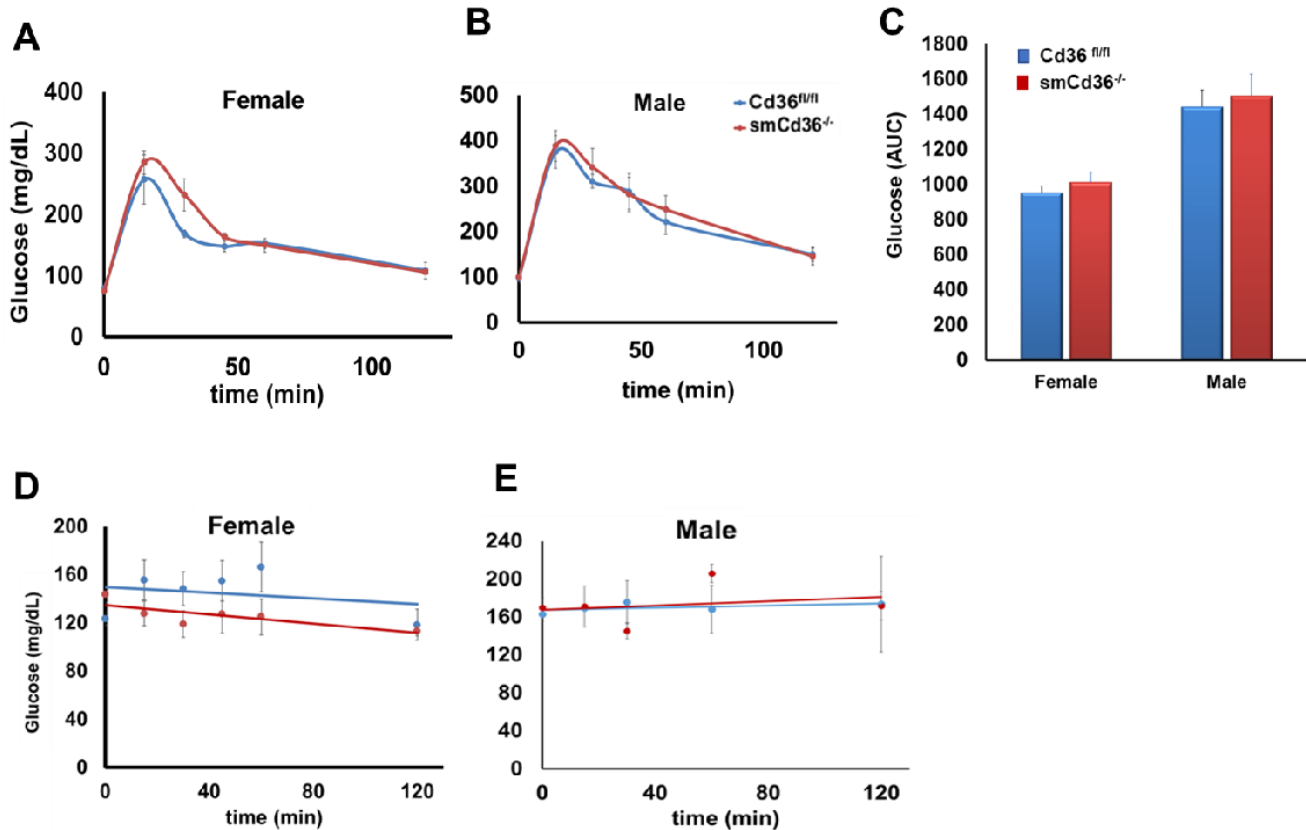 A
Female
Glucose (mg/dL)
400
300
200
100
0
0 50 100
time (min)
B
Male
Cd36fl/fl
smCd36-/-
500
400
300
200
100
0
0 50 100
time (min)
C
Cd36 fl/fl
smCd36-/-
Glucose (AUC)
1800
1600
1400
1200
1000
800
600
400
200
0
Female Male
D
Female
Glucose (mg/dL)
200
160
120
80
40
0
0 40 80 120
time (min)
E
Male
240
200
160
120
80
40
0
0 40 80 120
time (min)